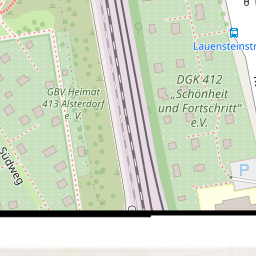 Lauensteinstr
GBV Heimat
413 Alsterdorf
e. V.
DGK 412
„Schönheit
und Fortschritt“
e.V.
Südweg
P